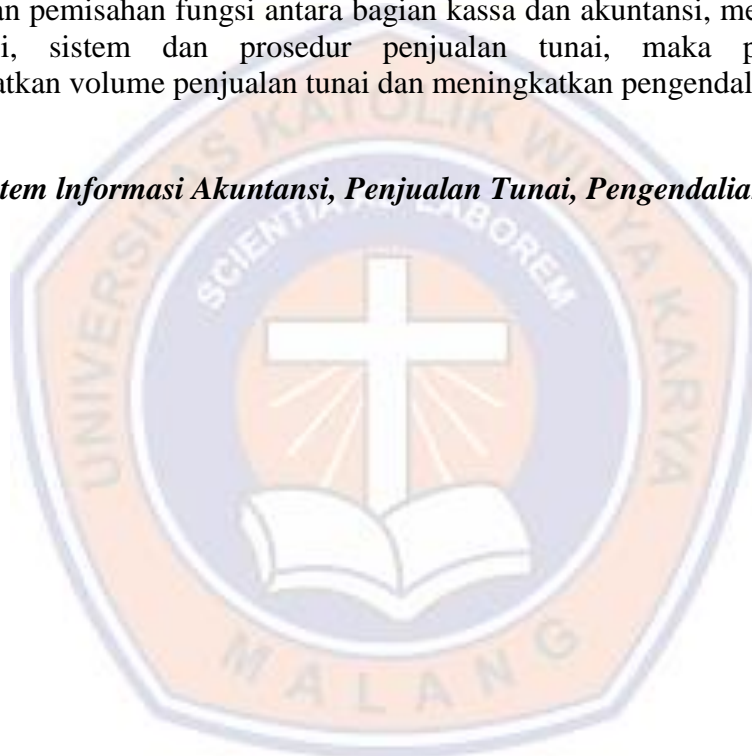 an pemisahan fungsi antara bagian kassa dan akuntansi, me
i, sistem dan prosedur penjualan tunai, maka p
atkan volume penjualan tunai dan meningkatkan pengendal
tem lnformasi Akuntansi, Penjualan Tunai, Pengendalia
UNIVERSITAS KATOLIK WIDYA KARYA
SCIENTIA AD LABOREM
MALANG